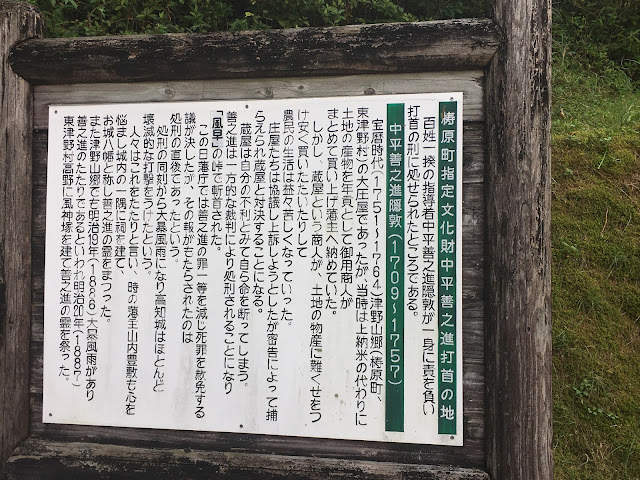 梼原町指定文化財中平善之進打首の地
百姓一揆の指導者中平善之進隠敦が一身に責を負い
打首の刑に処せられたところである。
中平善之進隠敦(1709～1757)
宝暦時代(1751～1764)津野山郷(梼原町、
東津野村)の大庄屋であったが、当時は上納米の代わりに
土地の産物を年貢として御用商人が
まとめて買い上げ藩主へ納めていた。
しかし、蔵屋という商人が、土地の物産に難くせをつ
け安く買いたたいたりして
農民の生活は益々苦しくなっていった。
庄屋たちは協議し上訴しようとしたが密告によって捕
らえられ蔵屋と対決することになる。
蔵屋は自分の不利とみて自ら命を断ってしまう。
善之進は一方的な裁判により処刑されることになり
「風早」の峠で斬首された。
この日藩庁では善之進の罪一等を減じ死罪を赦免する
議が決したが、その報がもたらされたのは
処刑の直後であったという。
処刑の同刻から大暴風雨になり高知城はほとんど
壊滅的な打撃をうけたという。
人々はこれをたたりと言い、時の藩主山内豊敷も心を
悩まし城内の一隅に祠を建て
お城八幡と称し善之進の霊をまつった。
また津野山郷でも明治19年(1886)大暴風雨があり
善之進のたたりであるといわれ明治20年(1887)
東津野村高野に風神塚を建て善之進の霊を祭った。